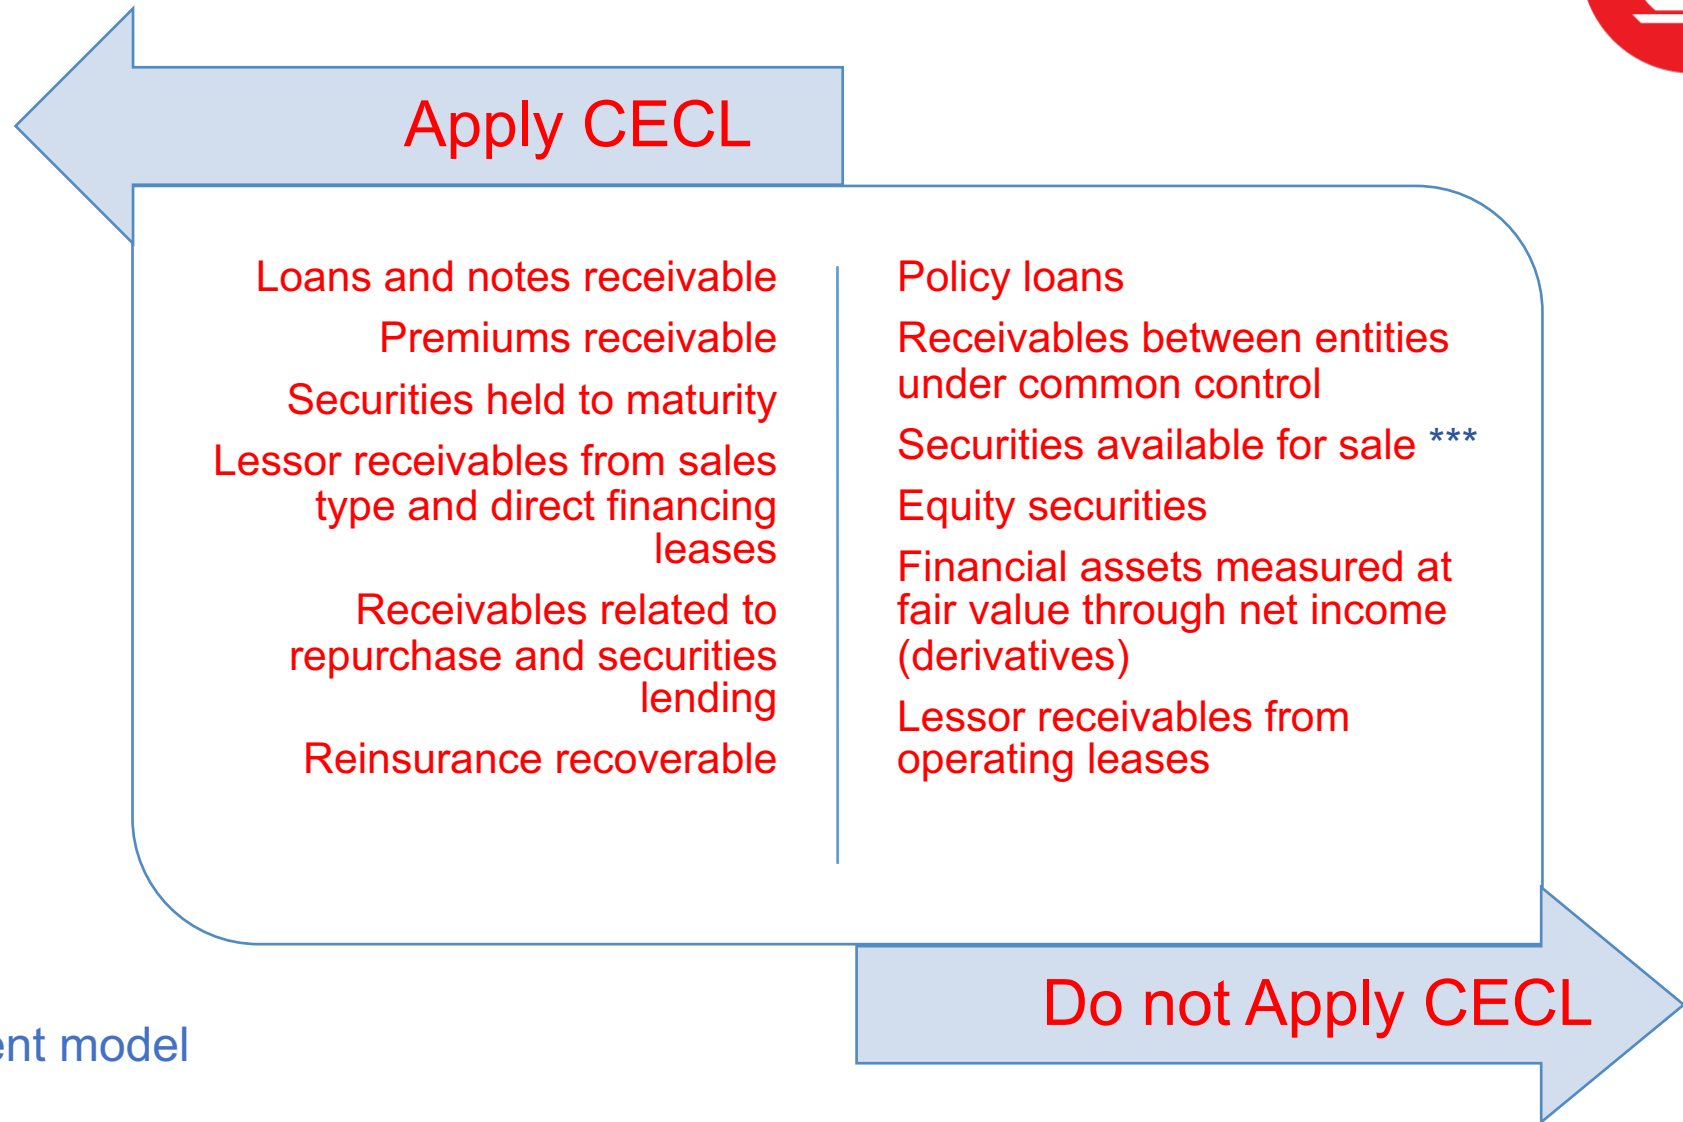 Apply CECL
Loans and notes receivable
Premiums receivable
Securities held to maturity
Lessor receivables from sales
type and direct financing
leases
Receivables related to
repurchase and securities
lending
Reinsurance recoverable
Policy loans
Receivables between entities
under common control
Securities available for sale ***
Equity securities
Financial assets measured at
fair value through net income
(derivatives)
Lessor receivables from
operating leases
Do not Apply CECL
model